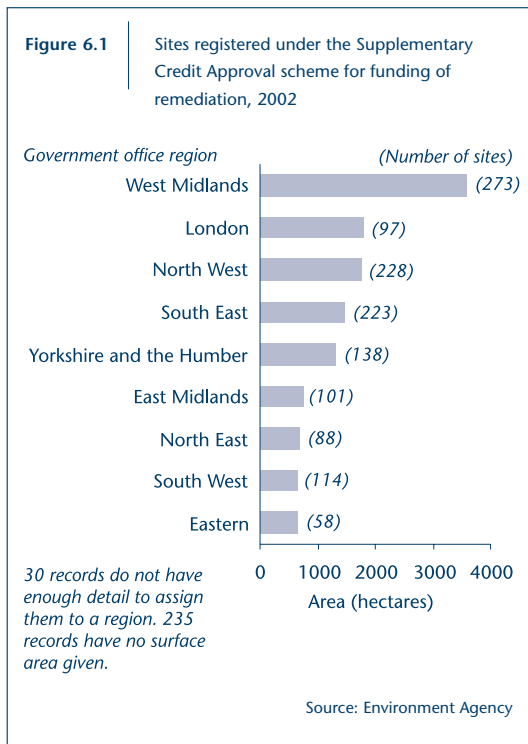 Figure 6.1
Sites registered under the Supplementary
Credit Approval scheme for funding of
remediation, 2002
Government office region
(Number of sites)
West Midlands (273)
London (97)
North West (228)
South East (223)
Yorkshire and the Humber (138)
East Midlands (101)
North East (88)
South West (114)
Eastern (58)
0 1000 2000 3000 4000
Area (hectares)
30 records do not have
enough detail to assign
them to a region. 235
records have no surface
area given.
Source: Environment Agency